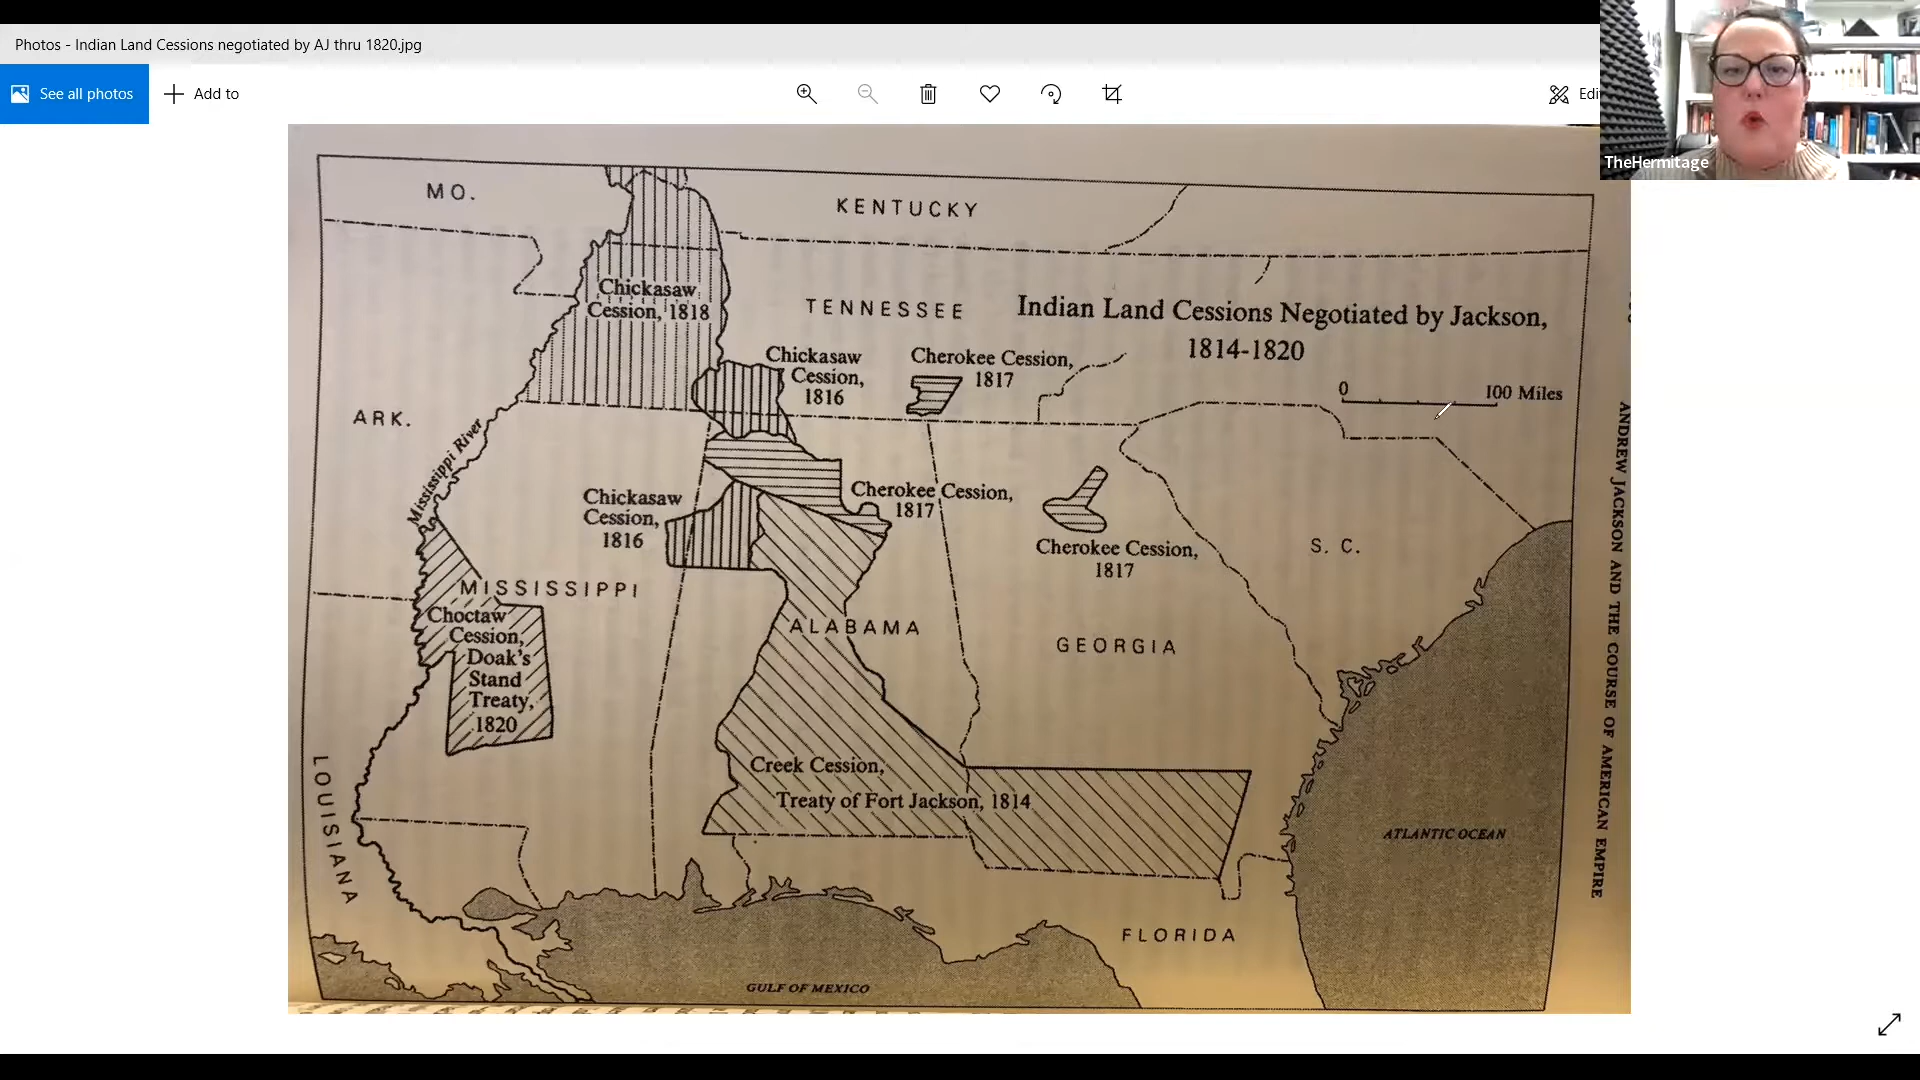 Photos - Indian Land Cessions negotiated by AJ thru 1820.jpg
See all photos
Add to
Edi
TheHermitage
MO.
KENTUCKY
Chickasaw
Cession, 1818
TENNESSEE
Indian Land Cessions Negotiated by Jackson,
1814-1820
0 100 Miles
Chickasaw
Cession,
1816
Cherokee Cession,
1817
ARK.
Mississippi River
Chickasaw
Cession,
1816
Cherokee Cession,
1817
Cherokee Cession,
1817
S. C.
MISSISSIPPI
Choctaw
Cession,
Doak's
Stand
Treaty,
1820
ALABAMA
GEORGIA
LOUISIANA
Creek Cession,
Treaty of Fort Jackson, 1814
ATLANTIC OCEAN
FLORIDA
GULF OF MEXICO
ANDREW JACKSON AND THE COURSE OF AMERICAN EMPIRE